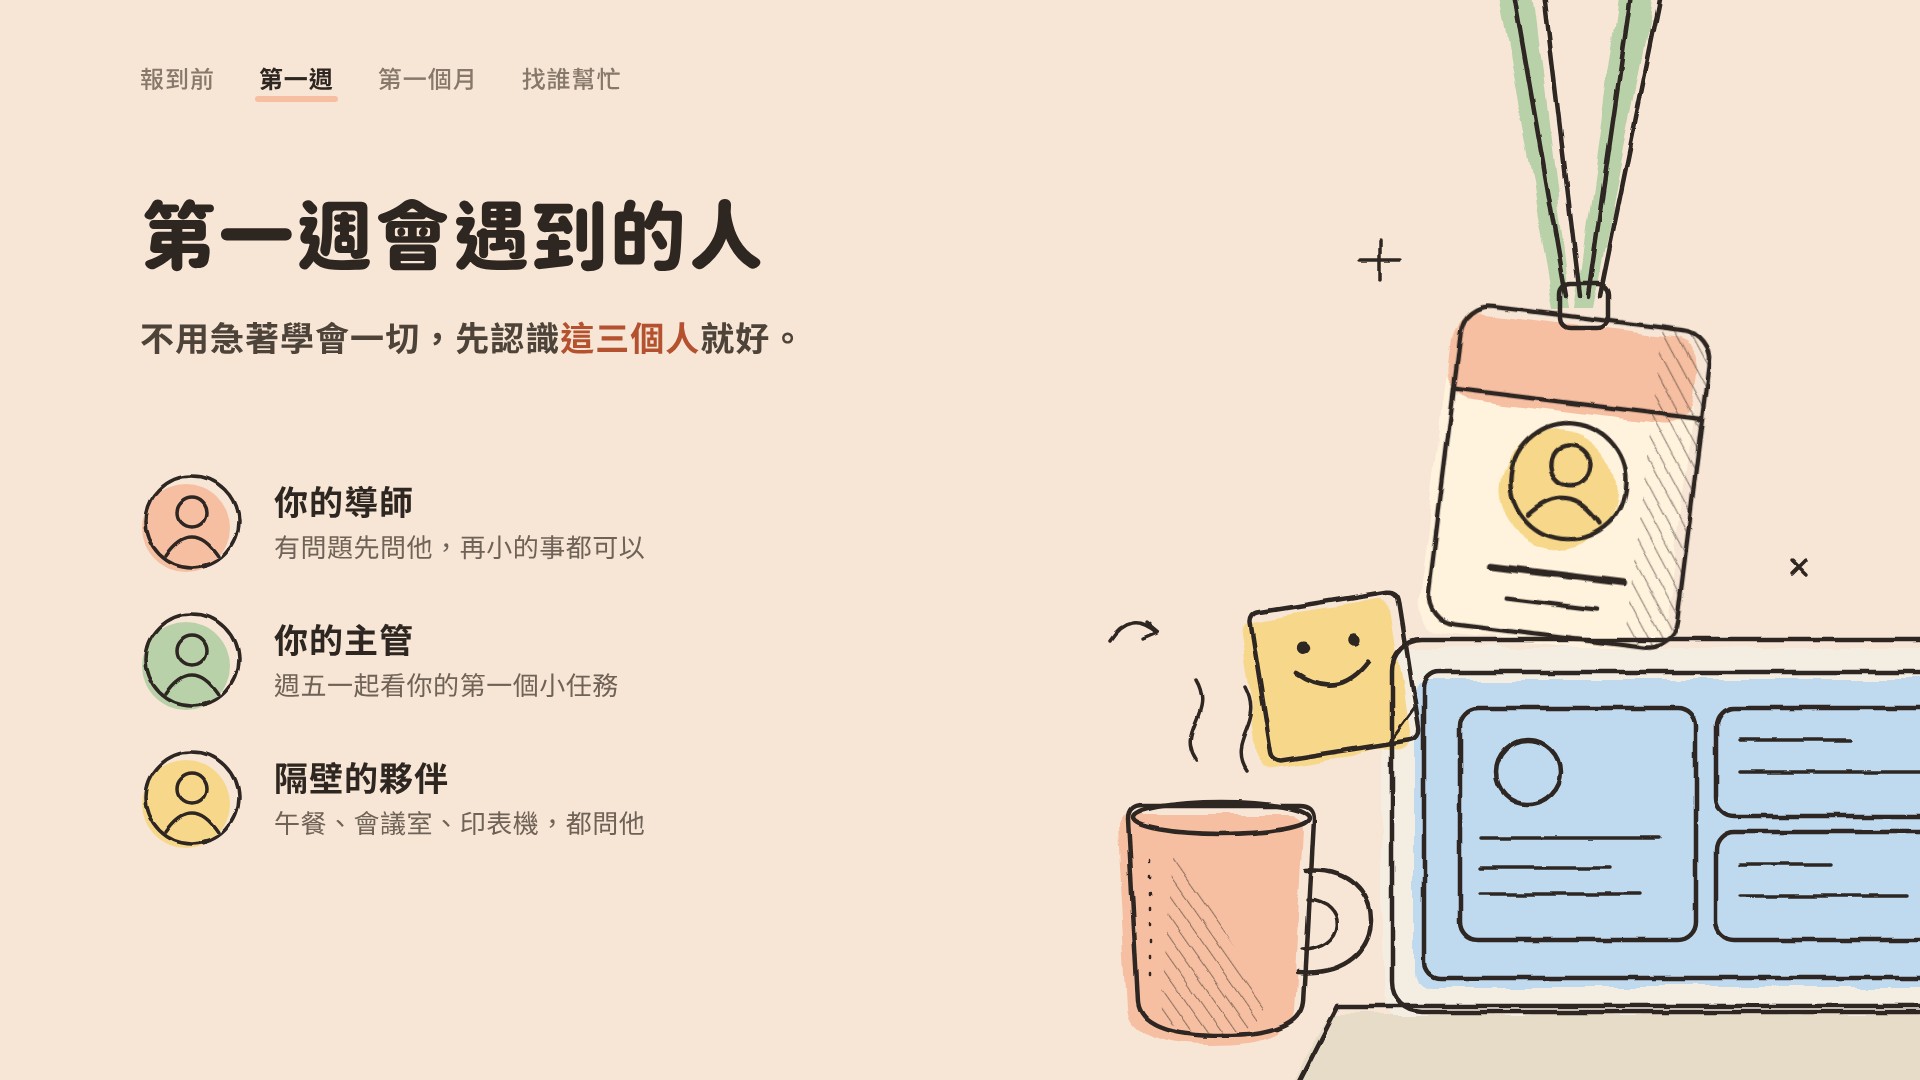 報到前 第一週 第一個月 找誰幫忙
第一週會遇到的人
不用急著學會一切，先認識這三個人就好。
你的導師
有問題先問他，再小的事都可以
你的主管
週五一起看你的第一個小任務
隔壁的夥伴
午餐、會議室、印表機，都問他